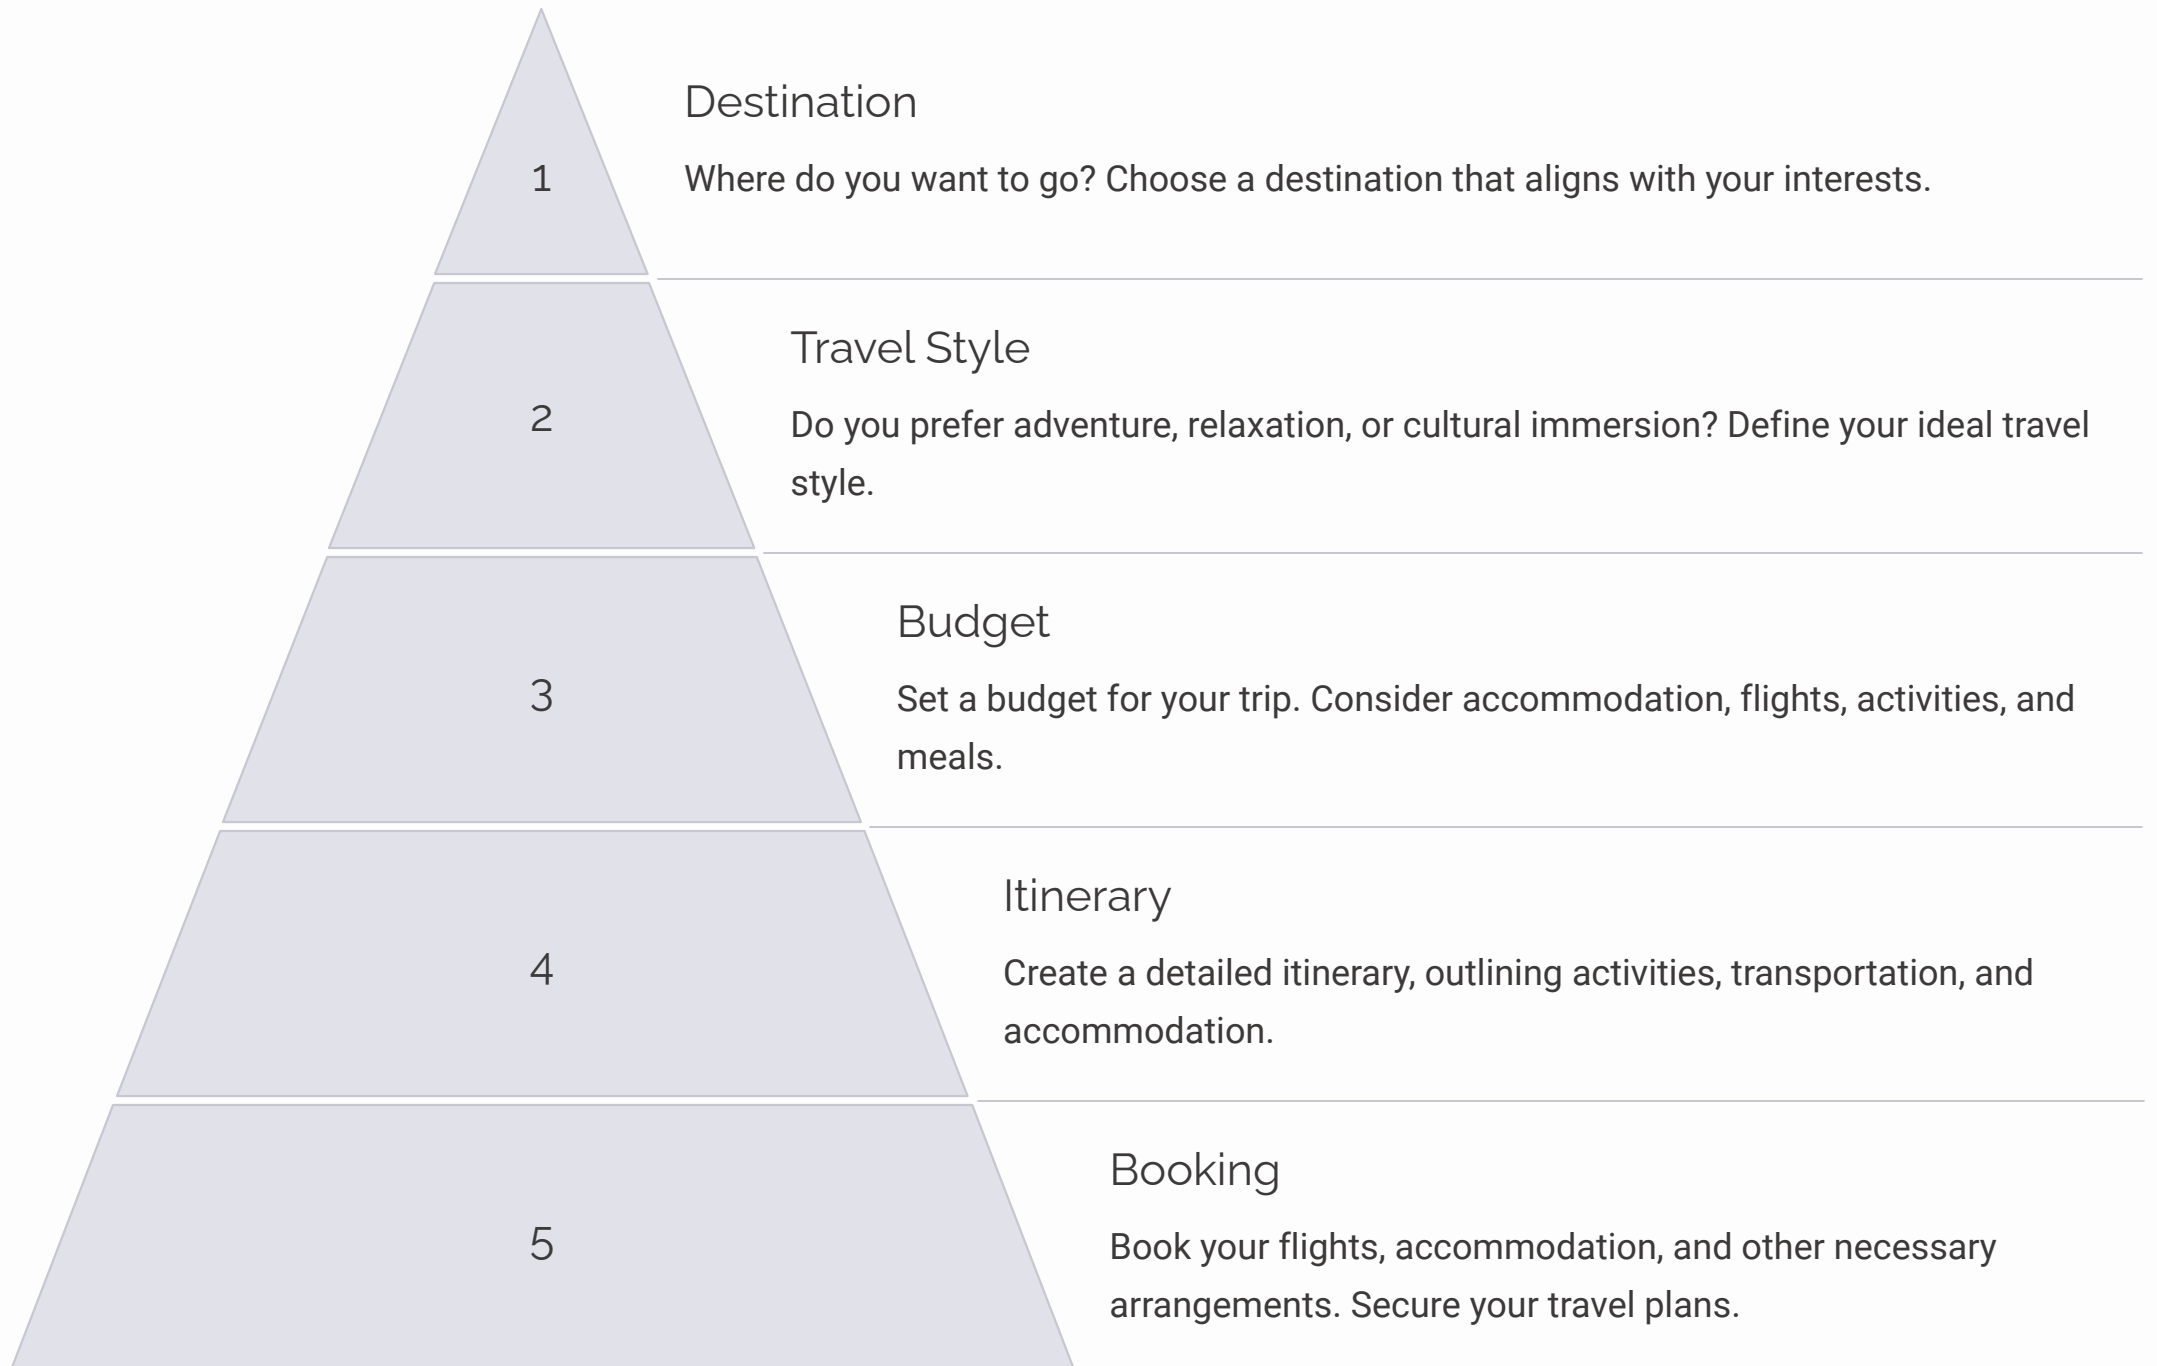 Destination
1
Where do you want to go? Choose a destination that aligns with your interests.
Travel Style
2
Do you prefer adventure, relaxation, or cultural immersion? Define your ideal travel
style.
Budget
3
Set a budget for your trip. Consider accommodation, flights, activities, and
meals.
Itinerary
4
Create a detailed itinerary, outlining activities, transportation, and
accommodation.
Booking
5
Book your flights, accommodation, and other necessary
arrangements. Secure your travel plans.